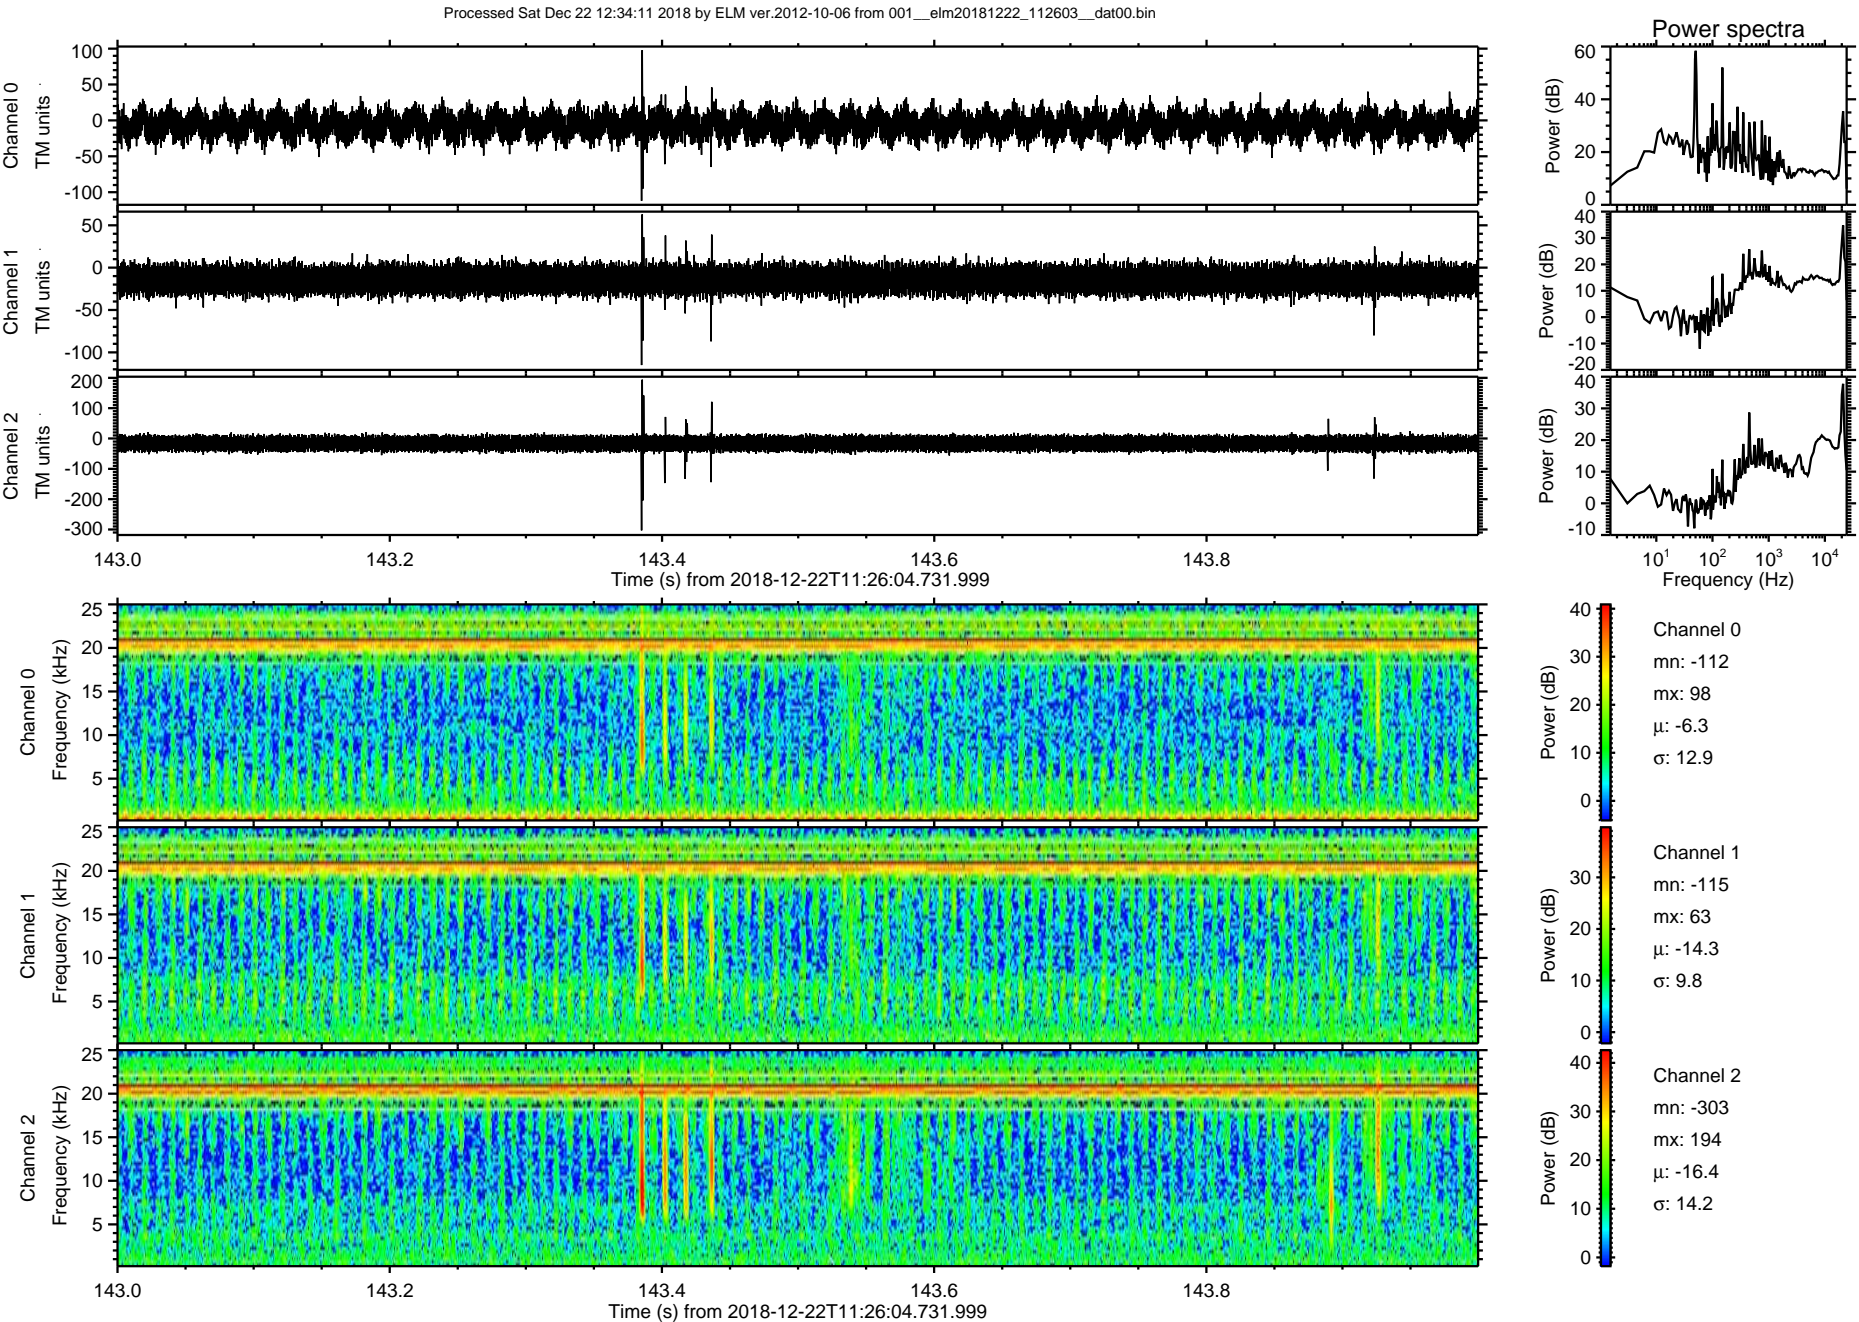 Processed Sat Dec 22 12:34:11 2018 by ELM ver.2012-10-06 from 001__elm20181222_112603__dat00.bin
Power spectra
Channel 0
TM units
100
50
0
-50
-100
Power (dB)
60
40
20
0
Channel 1
TM units
50
0
-50
-100
Power (dB)
40
30
20
10
0
-10
-20
Channel 2
TM units
200
100
0
-100
-200
-300
Power (dB)
40
30
20
10
0
-10
143.0 143.2 143.4 143.6 143.8
Time (s) from 2018-12-22T11:26:04.731.999
10¹ 10² 10³ 10⁴
Frequency (Hz)
Channel 0
Frequency (kHz)
25
20
15
10
5
Power (dB)
40
30
20
10
0
Channel 0
mn: -112
mx: 98
μ: -6.3
σ: 12.9
Channel 1
Frequency (kHz)
25
20
15
10
5
Power (dB)
30
20
10
0
Channel 1
mn: -115
mx: 63
μ: -14.3
σ: 9.8
Channel 2
Frequency (kHz)
25
20
15
10
5
Power (dB)
40
30
20
10
0
Channel 2
mn: -303
mx: 194
μ: -16.4
σ: 14.2
143.0 143.2 143.4 143.6 143.8
Time (s) from 2018-12-22T11:26:04.731.999